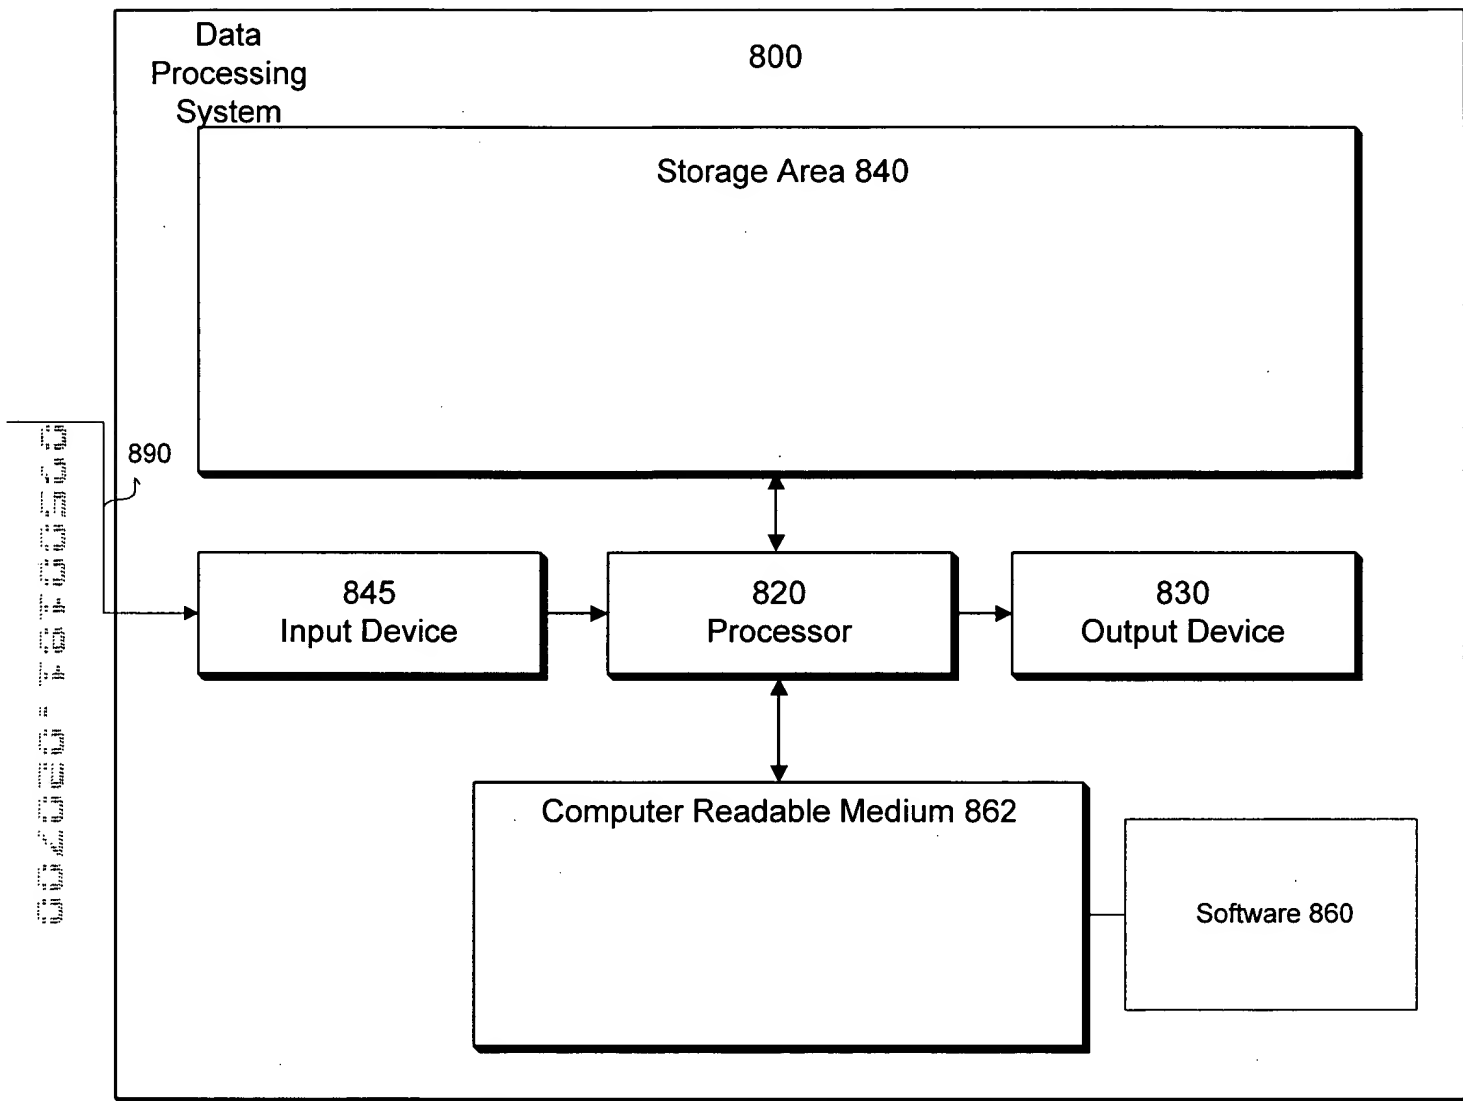 Data
Processing
System
800
Storage Area 840
890
845
Input Device
820
Processor
830
Output Device
Computer Readable Medium 862
Software 860